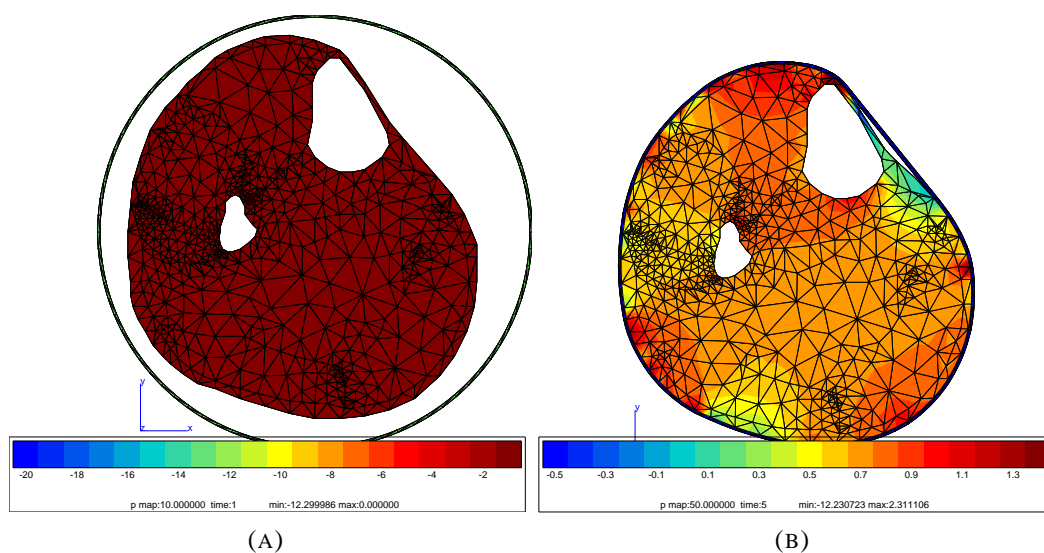 y
z x
-20 -18 -16 -14 -12 -10 -8 -6 -4 -2
p map:10.000000 time:1 min:-12.299986 max:0.000000
(A)
y
-0.5 -0.3 -0.1 0.1 0.3 0.5 0.7 0.9 1.1 1.3
p map:50.000000 time:5 min:-12.230723 max:2.311106
(B)